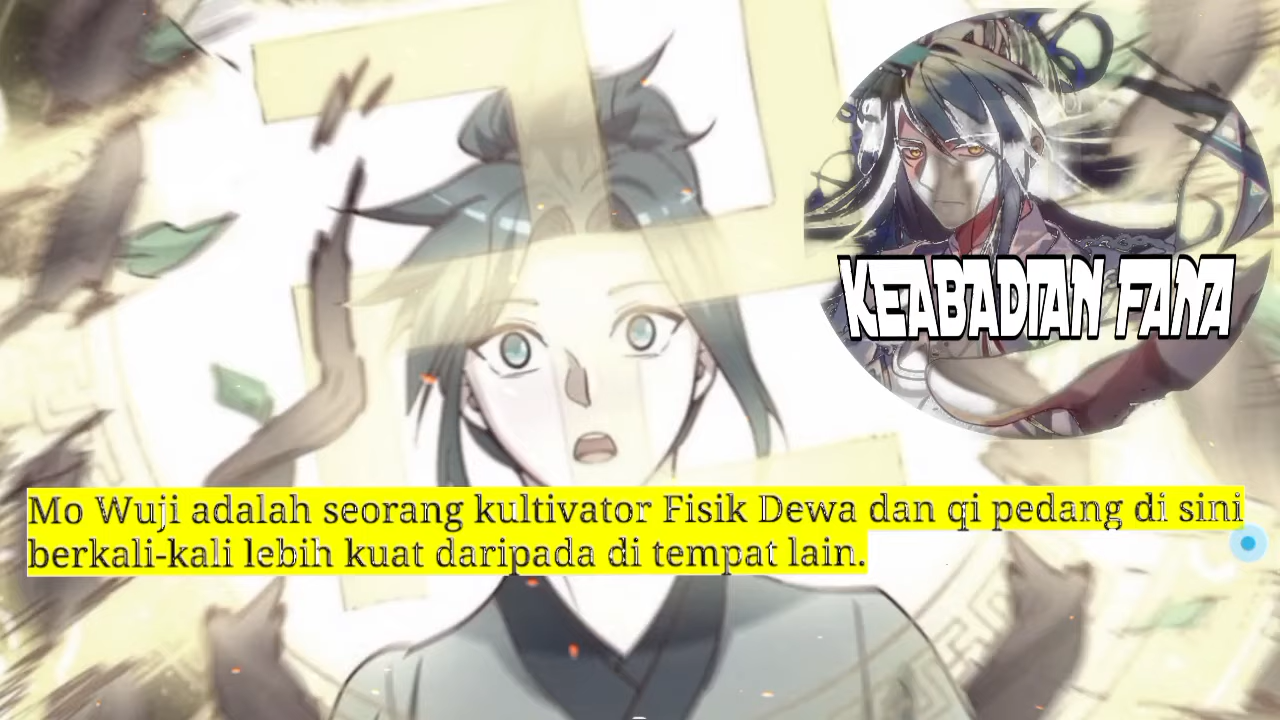 KEABADIAN FANA
Mo Wuji adalah seorang kultivator Fisik Dewa dan qi pedang di sini
berkali-kali lebih kuat daripada di tempat lain.